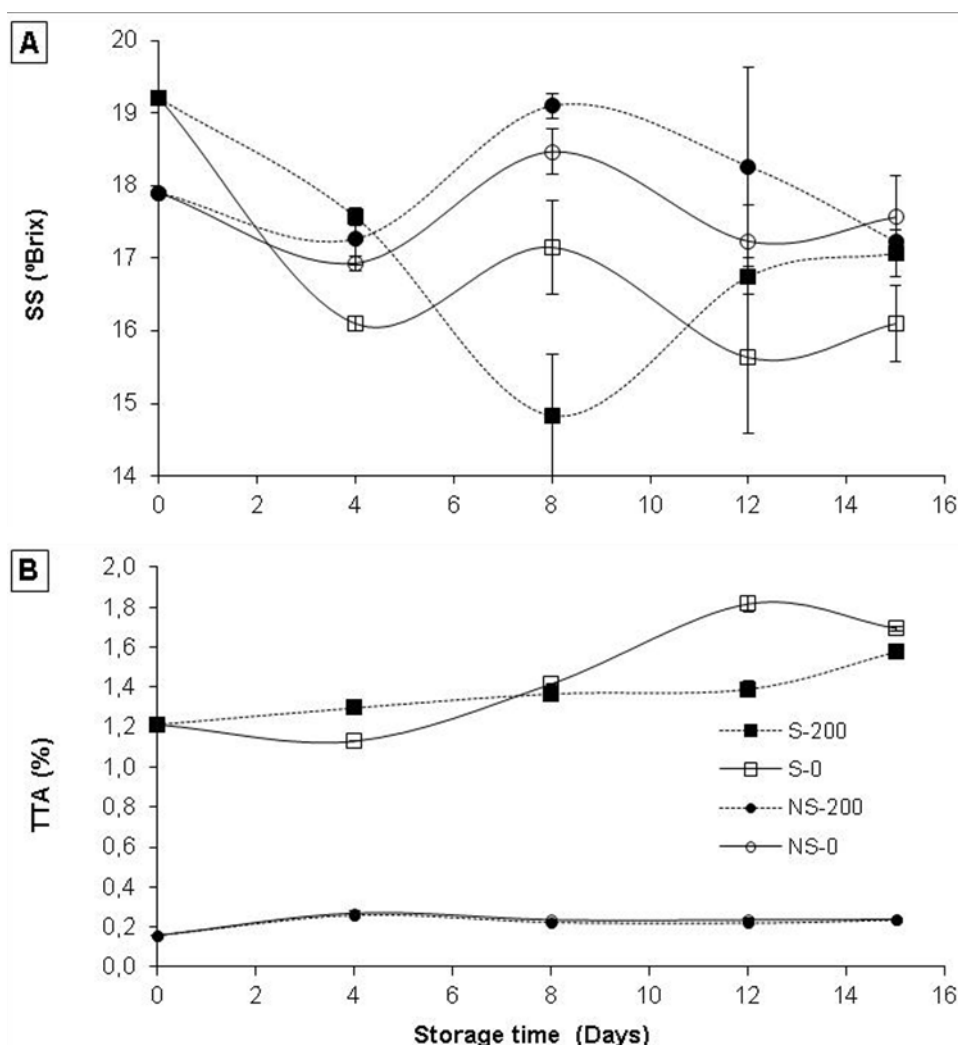 A
20
19
18
17
16
15
14
SS (ºBrix)
0 2 4 6 8 10 12 14 16
B
2,0
1,8
1,6
1,4
1,2
1,0
0,8
0,6
0,4
0,2
0,0
TTA (%)
S-200
S-0
NS-200
NS-0
0 2 4 6 8 10 12 14 16
Storage time (Days)